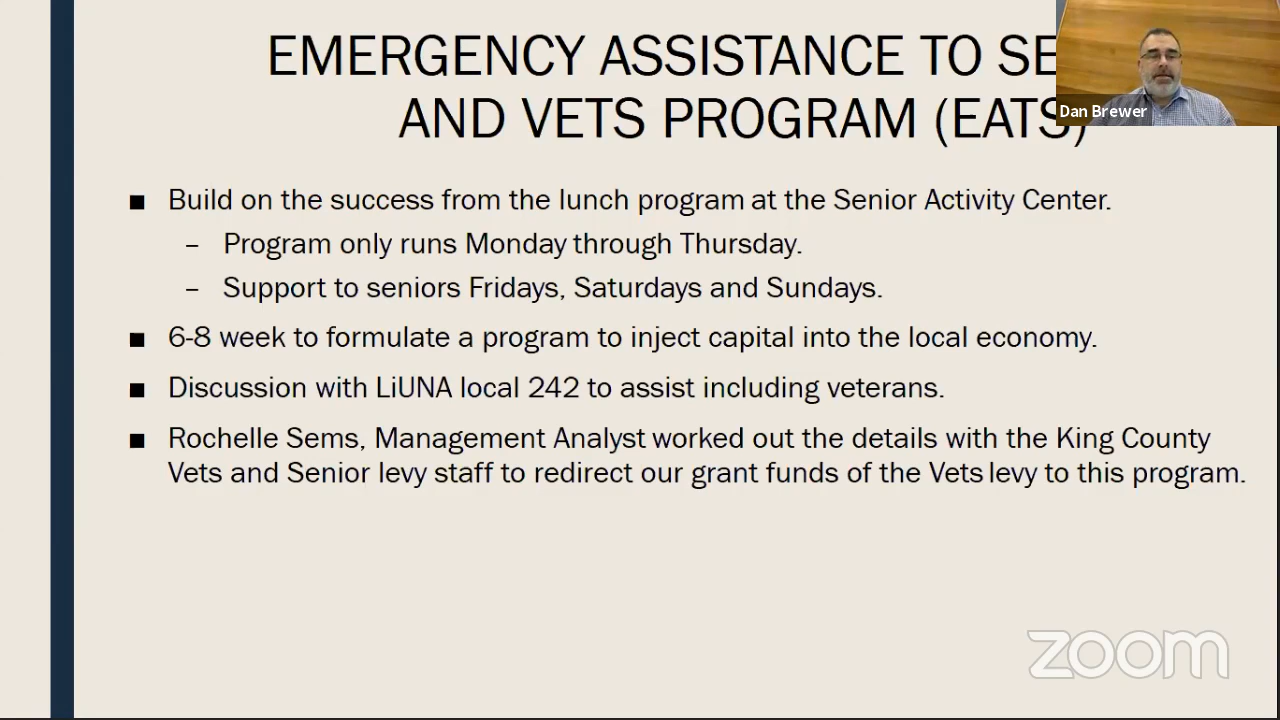 EMERGENCY ASSISTANCE TO SE
AND VETS PROGRAM (EATS)
Dan Brewer
■ Build on the success from the lunch program at the Senior Activity Center.
– Program only runs Monday through Thursday.
– Support to seniors Fridays, Saturdays and Sundays.
■ 6-8 week to formulate a program to inject capital into the local economy.
■ Discussion with LiUNA local 242 to assist including veterans.
■ Rochelle Sems, Management Analyst worked out the details with the King County
Vets and Senior levy staff to redirect our grant funds of the Vets levy to this program.
zoom